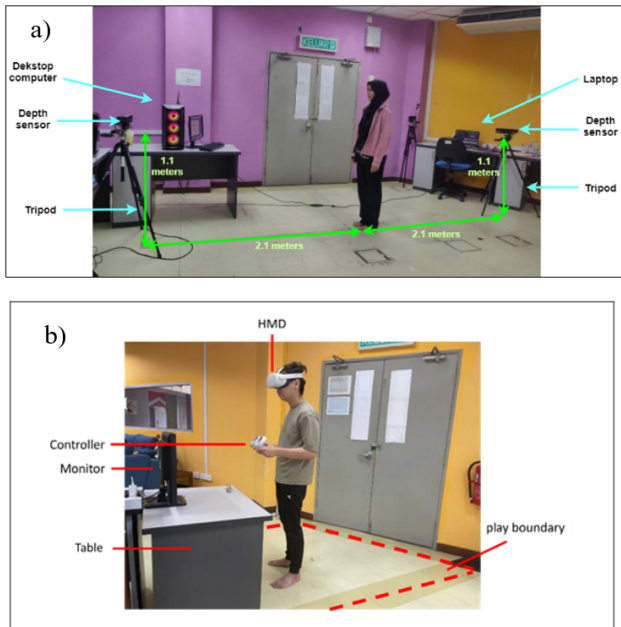 a)
KELUAR
Dekstop
computer
Depth
sensor
Tripod
1.1
meters
2.1 meters
2.1 meters
1.1
meters
Laptop
Depth
sensor
Tripod
b)
HMD
Controller
Monitor
Table
play boundary